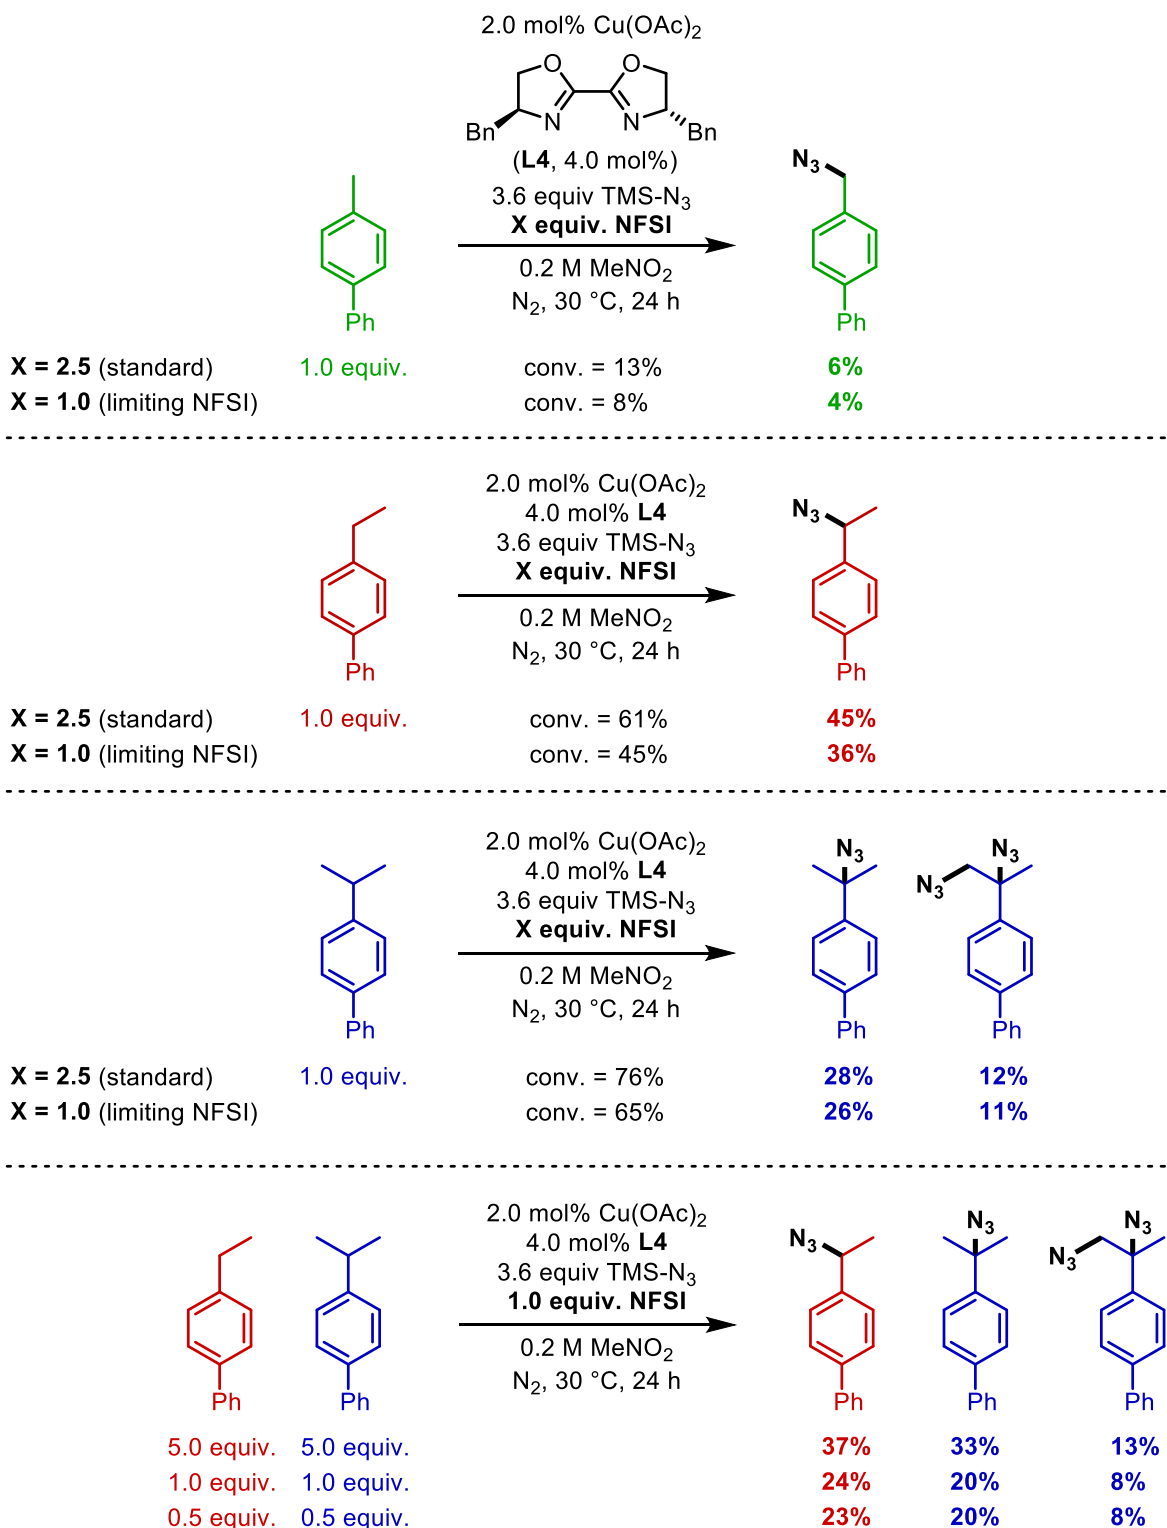 2.0 mol% Cu(OAc)2
O O
N N
Bn Bn
(L4, 4.0 mol%)
3.6 equiv TMS-N3
X equiv. NFSI
0.2 M MeNO2
N2, 30 °C, 24 h
Ph
N3
Ph
X = 2.5 (standard) 1.0 equiv. conv. = 13% 6%
X = 1.0 (limiting NFSI) conv. = 8% 4%
2.0 mol% Cu(OAc)2
4.0 mol% L4
3.6 equiv TMS-N3
X equiv. NFSI
0.2 M MeNO2
N2, 30 °C, 24 h
Ph
N3
Ph
X = 2.5 (standard) 1.0 equiv. conv. = 61% 45%
X = 1.0 (limiting NFSI) conv. = 45% 36%
2.0 mol% Cu(OAc)2
4.0 mol% L4
3.6 equiv TMS-N3
X equiv. NFSI
0.2 M MeNO2
N2, 30 °C, 24 h
Ph
N3
Ph
N3
N3
Ph
X = 2.5 (standard) 1.0 equiv. conv. = 76% 28% 12%
X = 1.0 (limiting NFSI) conv. = 65% 26% 11%
2.0 mol% Cu(OAc)2
4.0 mol% L4
3.6 equiv TMS-N3
1.0 equiv. NFSI
0.2 M MeNO2
N2, 30 °C, 24 h
Ph
Ph
N3
Ph
N3
Ph
N3
N3
Ph
5.0 equiv. 5.0 equiv. 37% 33% 13%
1.0 equiv. 1.0 equiv. 24% 20% 8%
0.5 equiv. 0.5 equiv. 23% 20% 8%